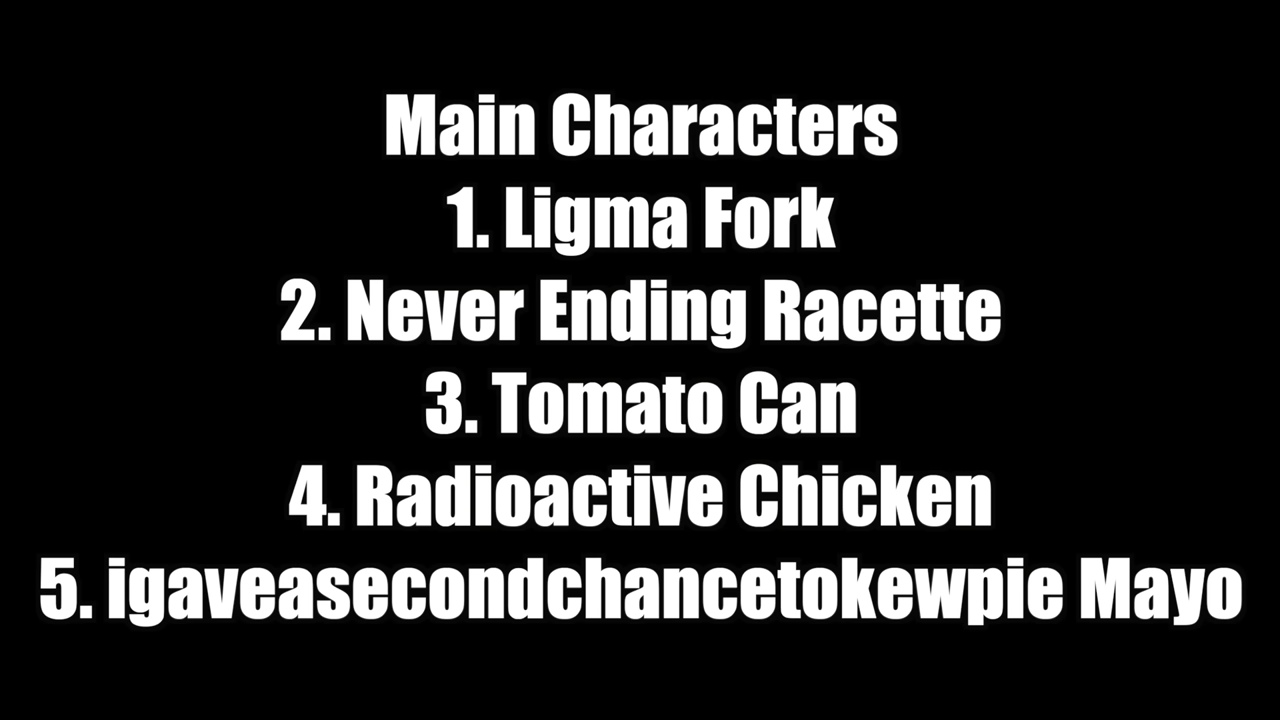 Main Characters
1. Ligma Fork
2. Never Ending Racette
3. Tomato Can
4. Radioactive Chicken
5. igaveasecondchancetokewpie Mayo